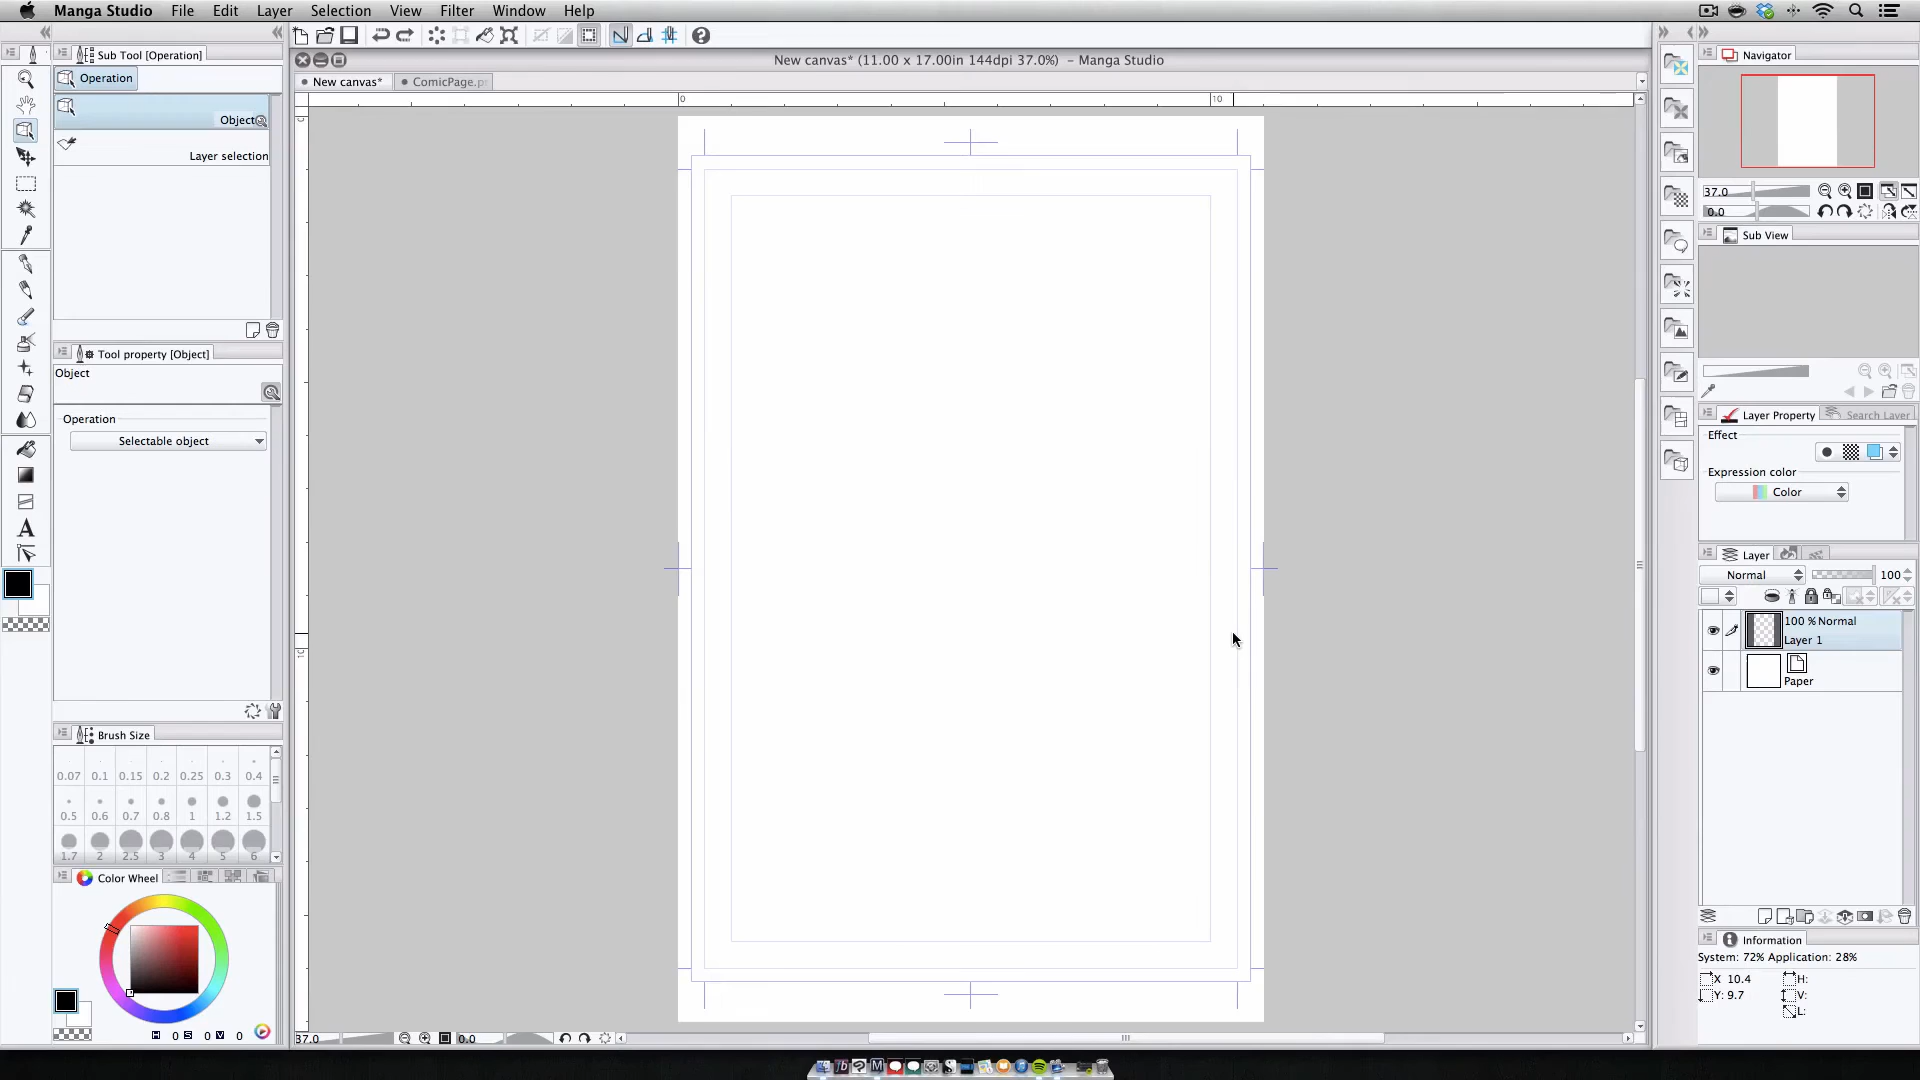 Manga Studio File Edit Layer Selection View Filter Window Help
Sub Tool [Operation]
Operation
Object
Layer selection
Tool property [Object]
Object
Operation
Selectable object
Brush Size
0.07 0.1 0.15 0.2 0.25 0.3 0.4
0.5 0.6 0.7 0.8 1 1.2 1.5
1.7 2 2.5 3 4 5 6
Color Wheel
H 0 S 0 V 0
New canvas* (11.00 x 17.00in 144dpi 37.0%) - Manga Studio
New canvas* ComicPage.p
0 10
10
37.0 0.0
Navigator
37.0
0.0
Sub View
Layer Property Search Layer
Effect
Expression color
Color
Layer
Normal 100
100 % Normal
Layer 1
Paper
Information
System: 72% Application: 28%
X 10.4 H:
Y: 9.7 V:
L: